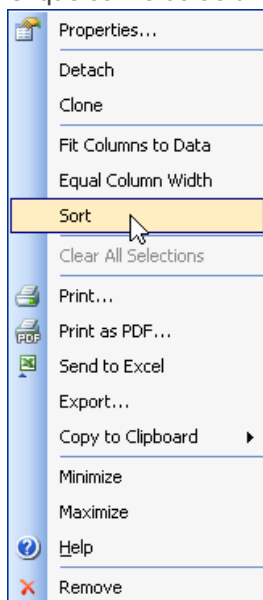 Properties...
Detach
Clone
Fit Columns to Data
Equal Column Width
Sort
Clear All Selections
Print...
Print as PDF...
Send to Excel
Export...
Copy to Clipboard
Minimize
Maximize
Help
Remove